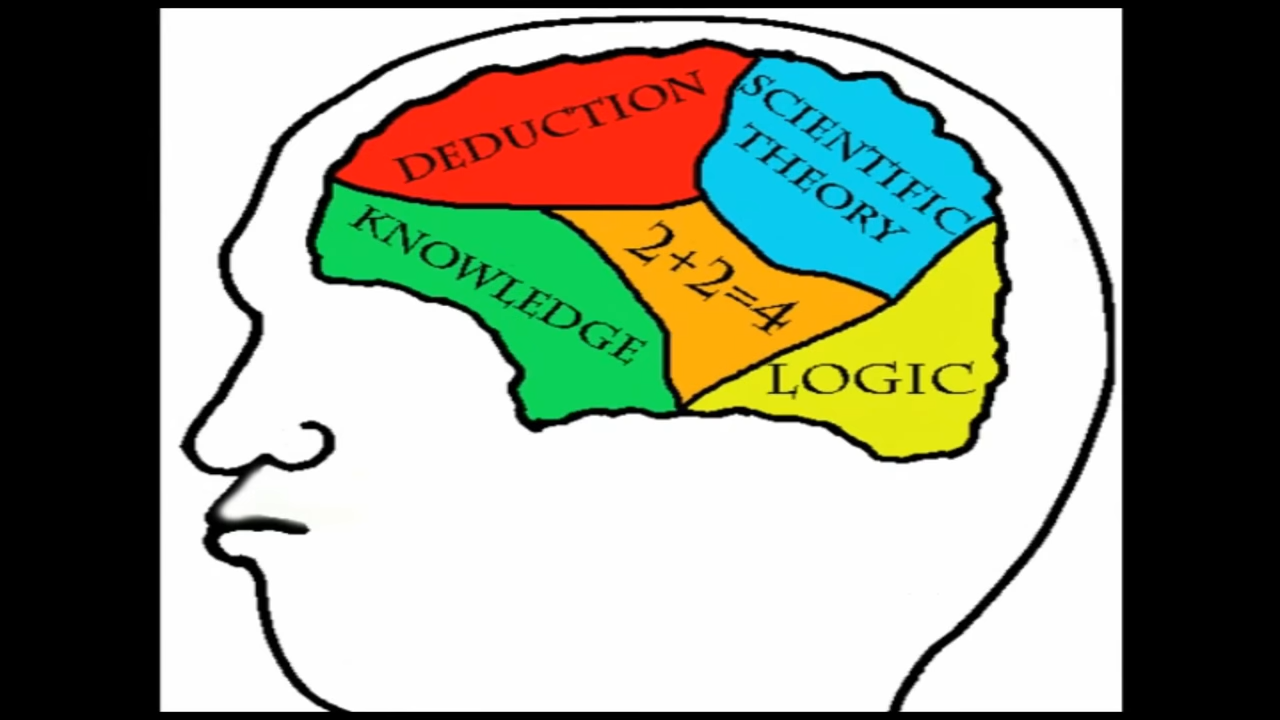 DEDUCTION
SCIENTIFIC
THEORY
KNOWLEDGE
2+2=4
LOGIC